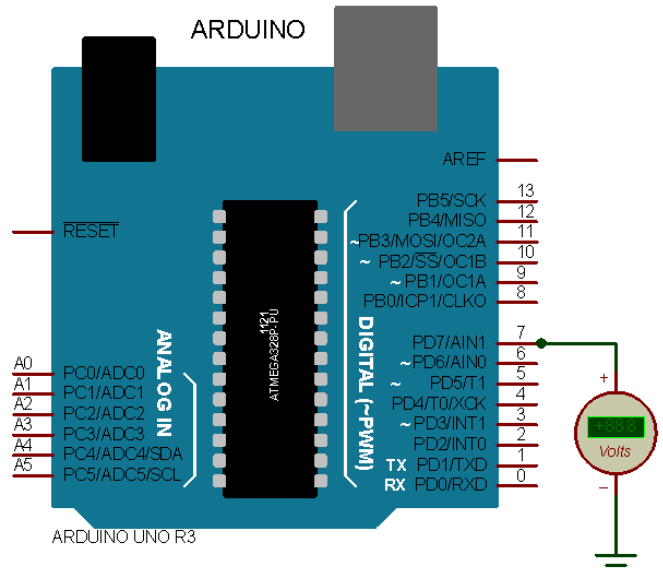 ARDUINO
AREF
RESET
PB5/SCK 13
PB4/MISO 12
~PB3/MOSI/OC2A 11
~ PB2/SS/OC1B 10
~ PB1/OC1A 9
PB0/ICP1/CLKO 8
1121
ATMEGA328P-PU
DIGITAL (~PWM)
ANALOG IN
PD7/AIN1 7
~ PD6/AIN0 6
~ PD5/T1 5
PD4/T0/XCK 4
~ PD3/INT1 3
PD2/INT0 2
TX PD1/TXD 1
RX PD0/RXD 0
A0 PC0/ADC0
A1 PC1/ADC1
A2 PC2/ADC2
A3 PC3/ADC3
A4 PC4/ADC4/SDA
A5 PC5/ADC5/SCL
+
+88.8
Volts
–
ARDUINO UNO R3